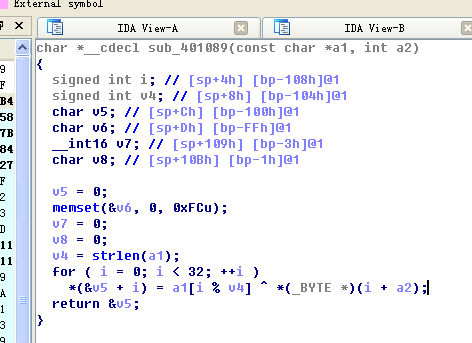 External symbol
IDA View-A
IDA View-B
char *__cdecl sub_401089(const char *a1, int a2)
{
signed int i; // [sp+4h] [bp-108h]@1
signed int v4; // [sp+8h] [bp-104h]@1
char v5; // [sp+Ch] [bp-100h]@1
char v6; // [sp+Dh] [bp-FFh]@1
__int16 v7; // [sp+109h] [bp-3h]@1
char v8; // [sp+10Bh] [bp-1h]@1
v5 = 0;
memset(&v6, 0, 0xFCu);
v7 = 0;
v8 = 0;
v4 = strlen(a1);
for ( i = 0; i < 32; ++i )
*(&v5 + i) = a1[i % v4] ^ *(_BYTE *)(i + a2);
return &v5;
}
9
F
B4
58
7B
84
27
F
2
3
D
11
11
9
A
1
3
9